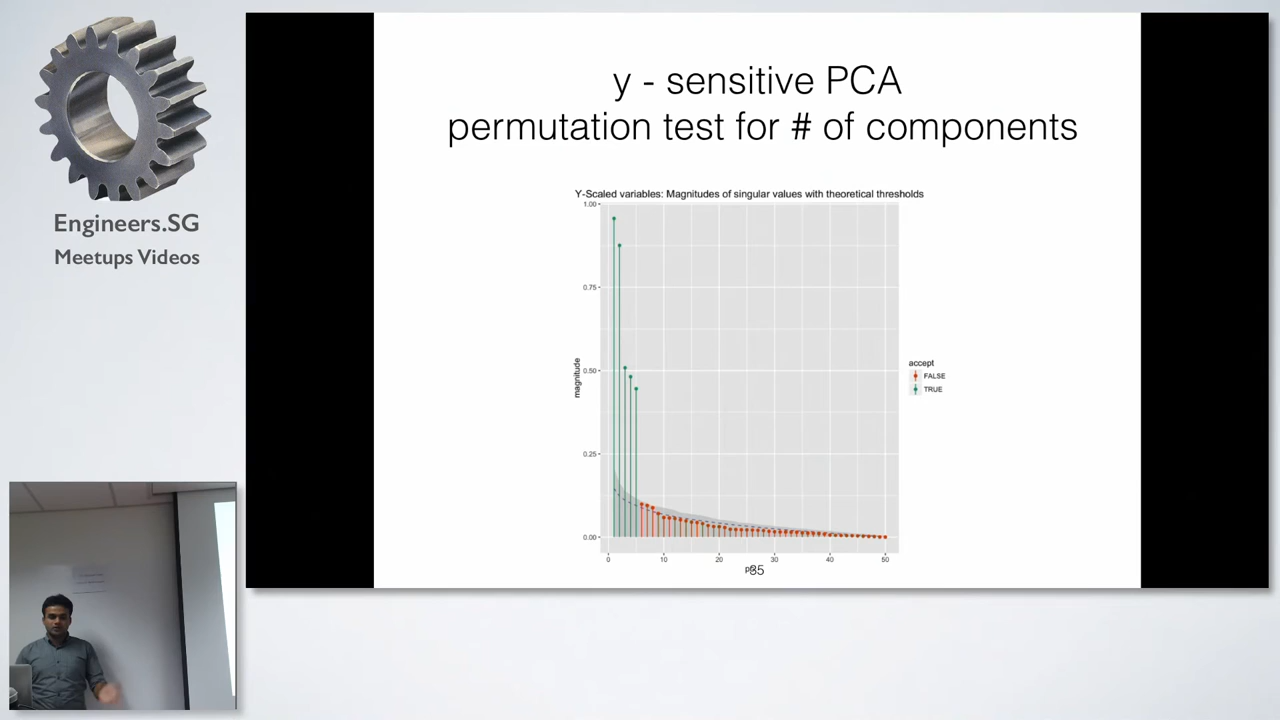 Engineers.SG
Meetups Videos
y - sensitive PCA
permutation test for # of components
Y-Scaled variables: Magnitudes of singular values with theoretical thresholds
1.00
0.75
0.50
0.25
0.00
magnitude
0
10
20
30
40
50
35
accept
FALSE
TRUE